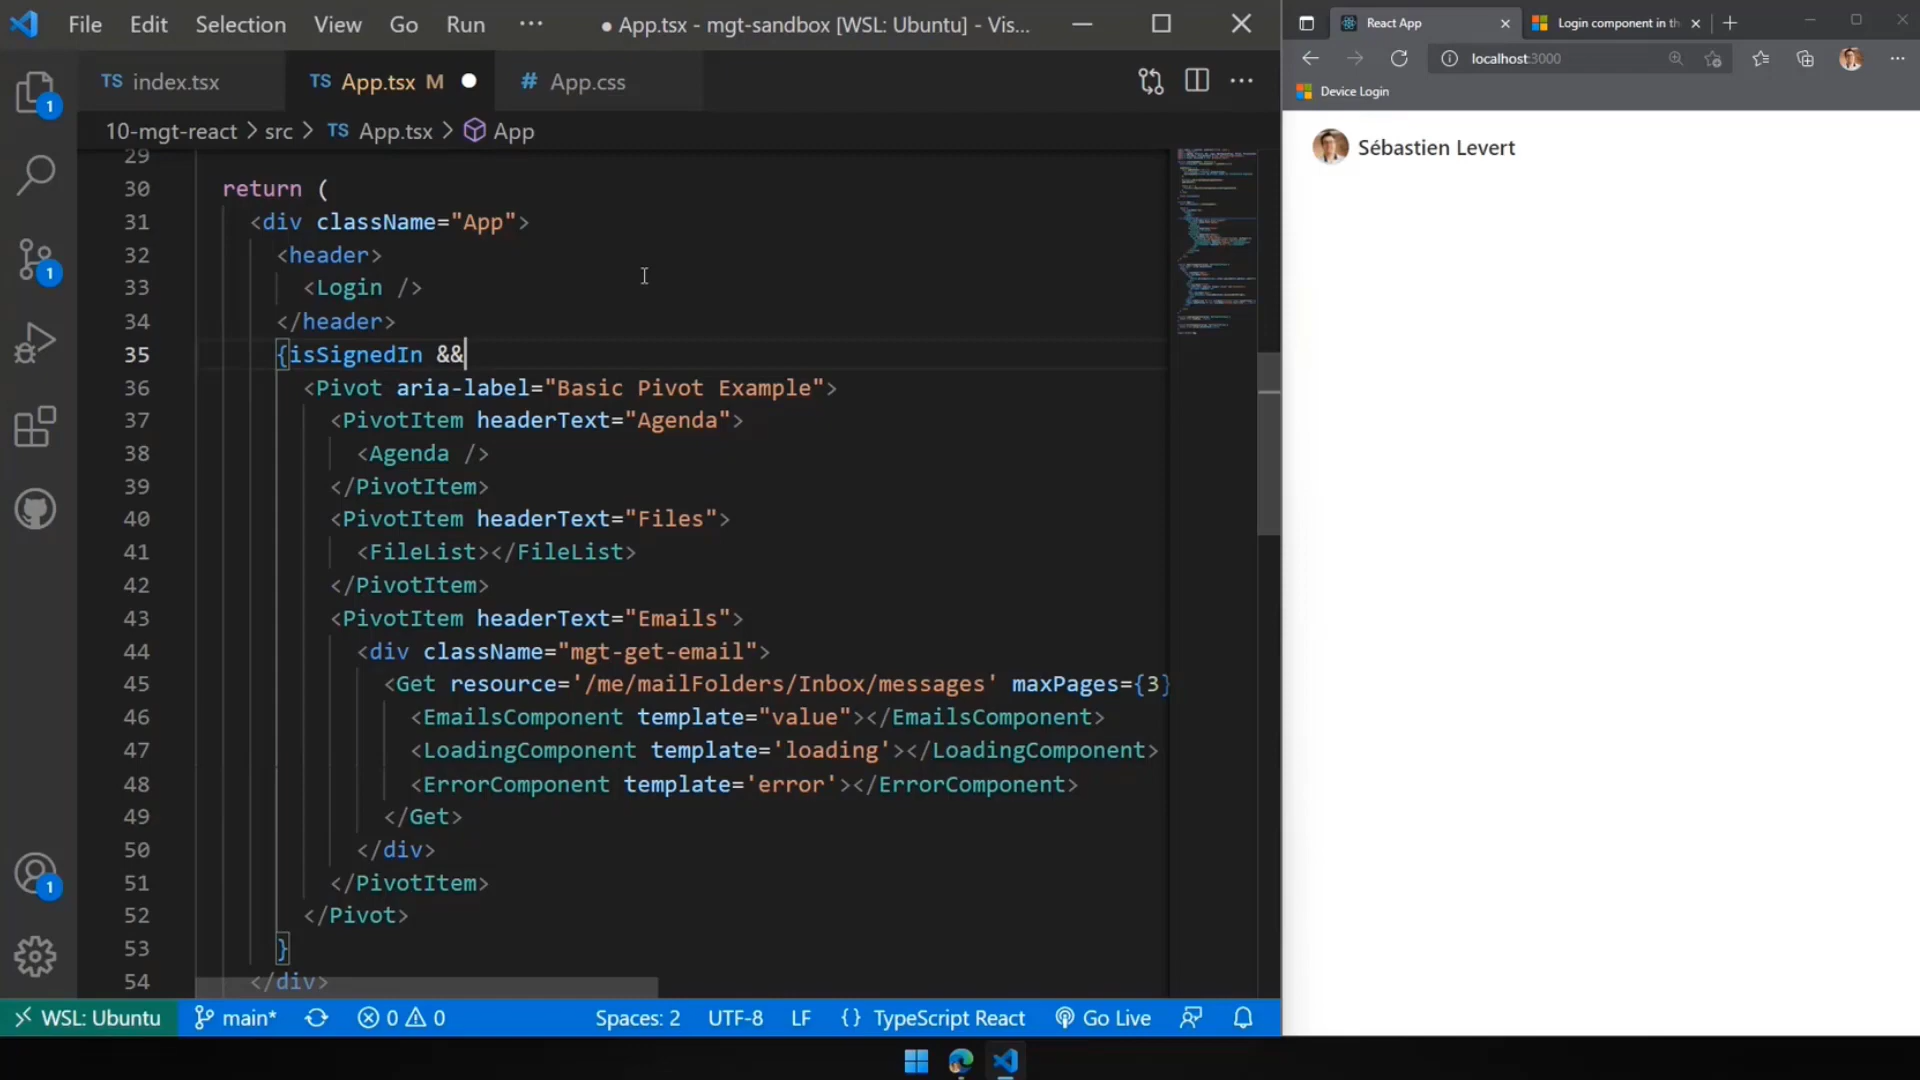 File Edit Selection View Go Run ··· ● App.tsx - mgt-sandbox [WSL: Ubuntu] - Vis...
TS index.tsx TS App.tsx M # App.css
10-mgt-react > src > TS App.tsx > App
29
30 return (
31 <div className="App">
32 <header>
33 <Login />
34 </header>
35 {isSignedIn &&
36 <Pivot aria-label="Basic Pivot Example">
37 <PivotItem headerText="Agenda">
38 <Agenda />
39 </PivotItem>
40 <PivotItem headerText="Files">
41 <FileList></FileList>
42 </PivotItem>
43 <PivotItem headerText="Emails">
44 <div className="mgt-get-email">
45 <Get resource='/me/mailFolders/Inbox/messages' maxPages={3}
46 <EmailsComponent template="value"></EmailsComponent>
47 <LoadingComponent template='loading'></LoadingComponent>
48 <ErrorComponent template='error'></ErrorComponent>
49 </Get>
50 </div>
51 </PivotItem>
52 </Pivot>
53 }
54 </div>
1
1
1
WSL: Ubuntu main* 0 0 Spaces: 2 UTF-8 LF {} TypeScript React Go Live
React App Login component in th
localhost:3000
Device Login
Sébastien Levert